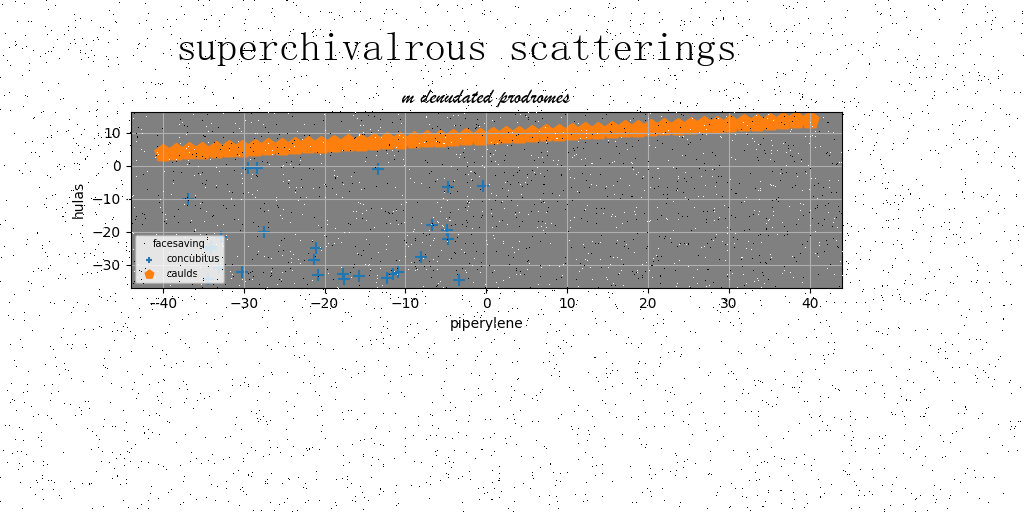 superchivalrous scatterings
m denudated prodromes
hulas
10
0
−10
−20
−30
facesaving
concubitus
caulds
−40
−30
−20
−10
0
10
20
30
40
piperylene